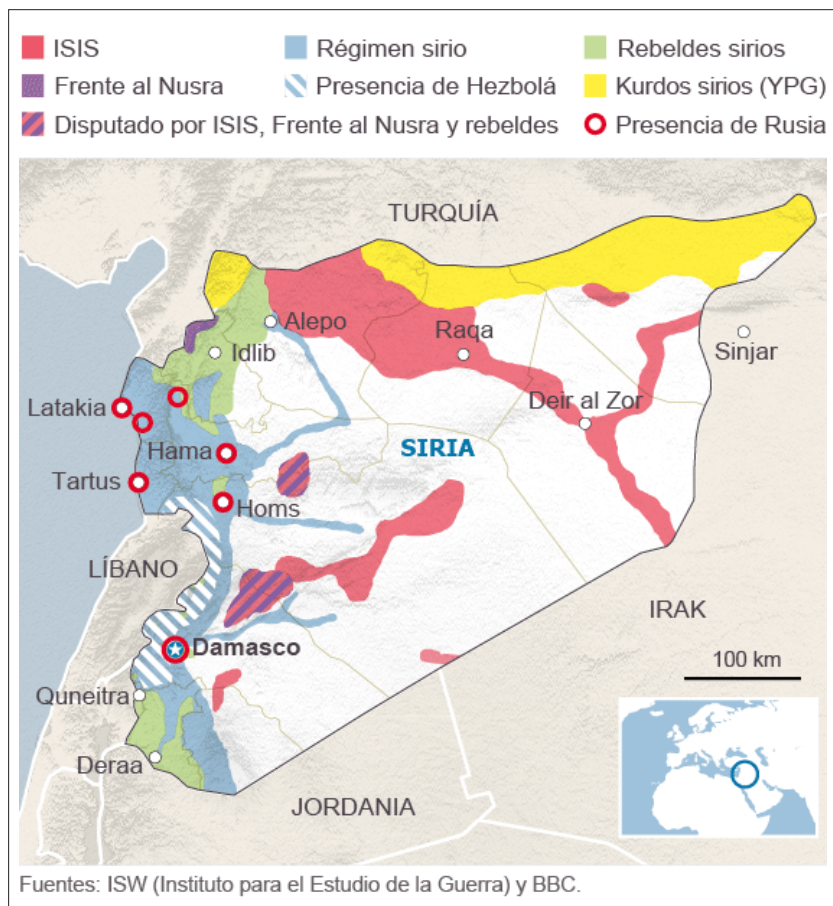 ISIS
Régimen sirio
Rebeldes sirios
Frente al Nusra
Presencia de Hezbolá
Kurdos sirios (YPG)
Disputado por ISIS, Frente al Nusra y rebeldes
Presencia de Rusia
TURQUÍA
Alepo
Raqa
Sinjar
Idlib
Latakia
Deir al Zor
Hama
SIRIA
Tartus
Homs
LÍBANO
IRAK
Damasco
100 km
Quneitra
Deraa
JORDANIA
Fuentes: ISW (Instituto para el Estudio de la Guerra) y BBC.